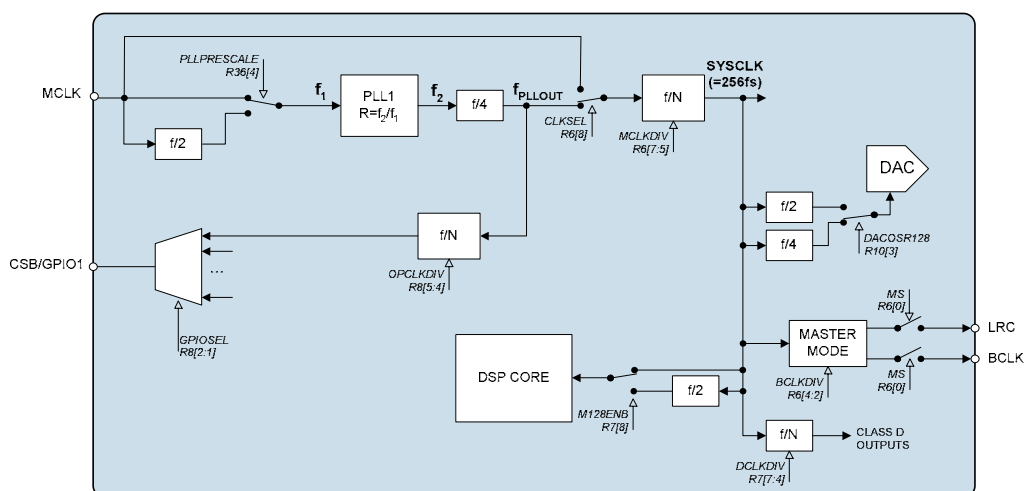 PLLPRESCALE
R36[4]
MCLK
f1
PLL1
R=f2/f1
f2
f/4
fPLLOUT
CLKSEL
R6[8]
f/N
MCLKDIV
R6[7:5]
SYSCLK
(=256fs)
f/2
DAC
f/2
f/4
DACOSR128
R10[3]
f/N
OPCLKDIV
R8[5:4]
CSB/GPIO1
...
GPIOSEL
R8[2:1]
MS
R6[0]
LRC
MASTER
MODE
BCLK
MS
R6[0]
BCLKDIV
R6[4:2]
DSP CORE
f/2
M128ENB
R7[8]
f/N
CLASS D
OUTPUTS
DCLKDIV
R7[7:4]